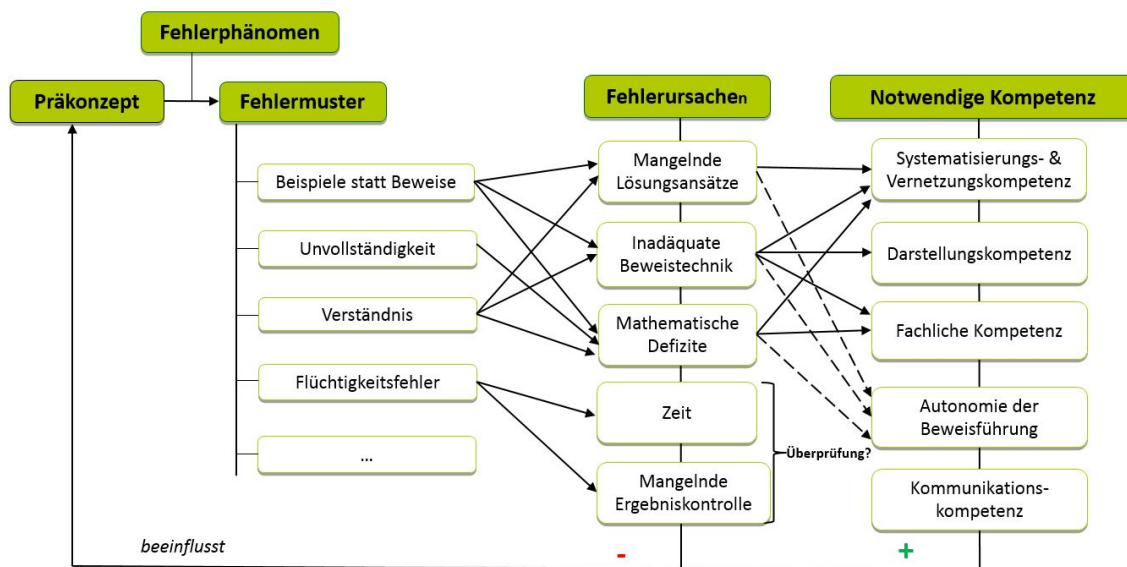 Fehlerphänomen
Präkonzept
Fehlermuster
Fehlerursachen
Notwendige Kompetenz
Beispiele statt Beweise
Unvollständigkeit
Verständnis
Flüchtigkeitsfehler
...
Mangelnde
Lösungsansätze
Inadäquate
Beweistechnik
Mathematische
Defizite
Zeit
Mangelnde
Ergebniskontrolle
Überprüfung?
Systematisierungs- &
Vernetzungskompetenz
Darstellungskompetenz
Fachliche Kompetenz
Autonomie der
Beweisführung
Kommunikations-
kompetenz
beeinflusst
-
+